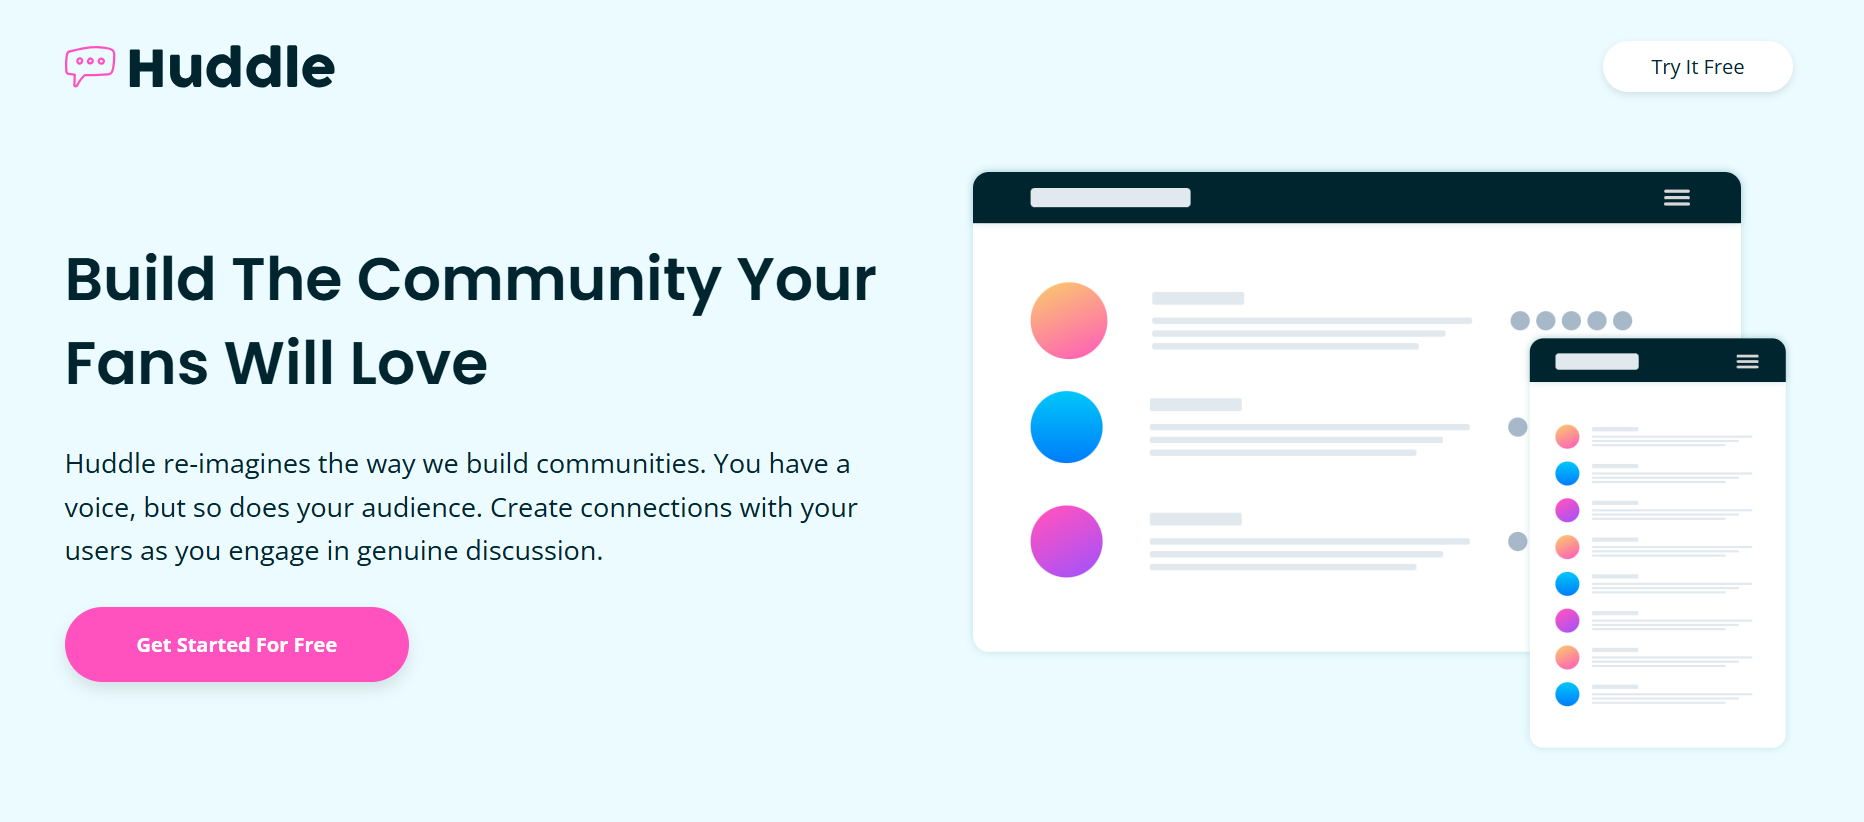 Huddle
Try It Free
Build The Community Your
Fans Will Love
Huddle re-imagines the way we build communities. You have a
voice, but so does your audience. Create connections with your
users as you engage in genuine discussion.
Get Started For Free